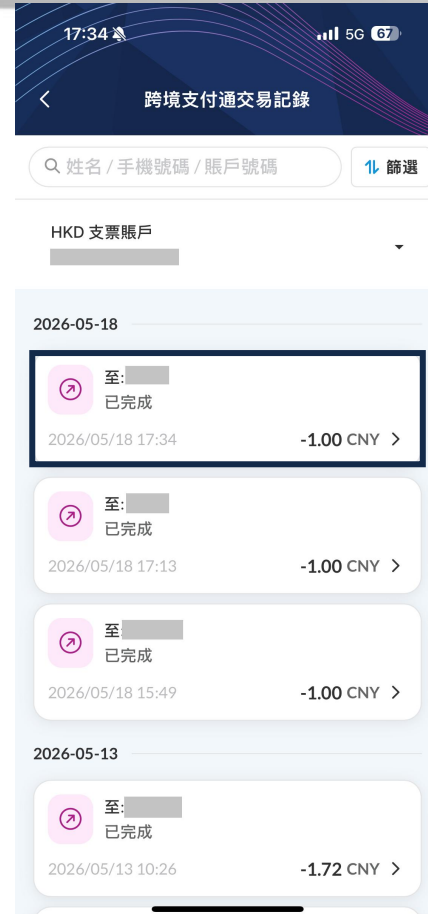 17:34 5G 67
跨境支付通交易記錄
姓名 / 手機號碼 / 賬戶號碼 篩選
HKD 支票賬戶
2026-05-18
至:
已完成
2026/05/18 17:34 -1.00 CNY
至:
已完成
2026/05/18 17:13 -1.00 CNY
至:
已完成
2026/05/18 15:49 -1.00 CNY
2026-05-13
至:
已完成
2026/05/13 10:26 -1.72 CNY